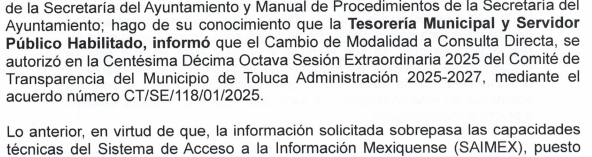 de la Secretaría del Ayuntamiento y Manual de Procedimientos de la Secretaría del
Ayuntamiento; hago de su conocimiento que la Tesorería Municipal y Servidor
Público Habilitado, informó que el Cambio de Modalidad a Consulta Directa, se
autorizó en la Centésima Décima Octava Sesión Extraordinaria 2025 del Comité de
Transparencia del Municipio de Toluca Administración 2025-2027, mediante el
acuerdo número CT/SE/118/01/2025.
Lo anterior, en virtud de que, la información solicitada sobrepasa las capacidades
técnicas del Sistema de Acceso a la Información Mexiquense (SAIMEX), puesto